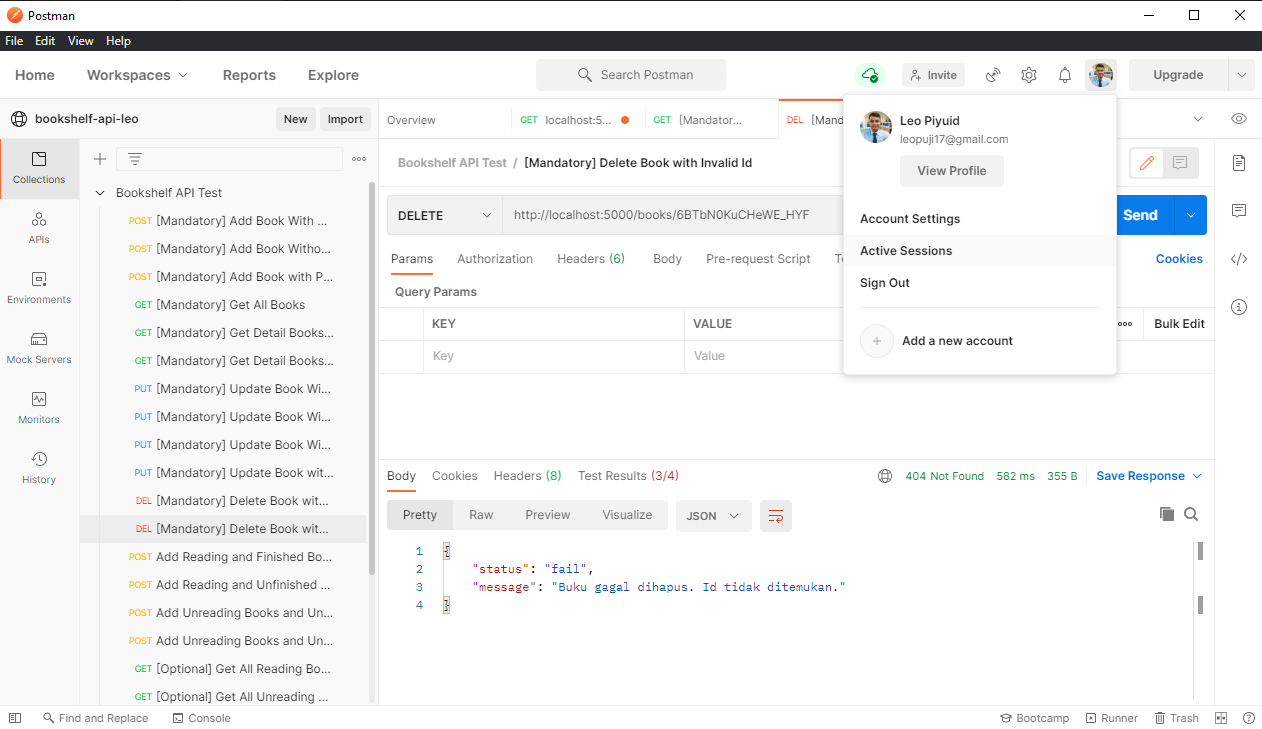 Postman
File Edit View Help
Home Workspaces Reports Explore Search Postman Invite Upgrade
bookshelf-api-leo New Import
Overview GET localhost:5... GET [Mandator... DEL [Mand
Leo Piyuid
leopuji17@gmail.com
View Profile
Account Settings
Active Sessions
Sign Out
Add a new account
Collections
APIs
Environments
Mock Servers
Monitors
History
Bookshelf API Test
POST [Mandatory] Add Book With ...
POST [Mandatory] Add Book Witho...
POST [Mandatory] Add Book with P...
GET [Mandatory] Get All Books
GET [Mandatory] Get Detail Books...
GET [Mandatory] Get Detail Books...
PUT [Mandatory] Update Book Wi...
PUT [Mandatory] Update Book Wi...
PUT [Mandatory] Update Book Wi...
PUT [Mandatory] Update Book wit...
DEL [Mandatory] Delete Book wit...
DEL [Mandatory] Delete Book wit...
POST Add Reading and Finished Bo...
POST Add Reading and Unfinished ...
POST Add Unreading Books and Un...
POST Add Unreading Books and Un...
GET [Optional] Get All Reading Bo...
GET [Optional] Get All Unreading ...
Bookshelf API Test / [Mandatory] Delete Book with Invalid Id
DELETE http://localhost:5000/books/6BTbN0KuCHeWE_HYF Send
Params Authorization Headers (6) Body Pre-request Script Cookies
Query Params
KEY VALUE Bulk Edit
Key Value
Body Cookies Headers (8) Test Results (3/4) 404 Not Found 582 ms 355 B Save Response
Pretty Raw Preview Visualize JSON
1 {
2 "status": "fail",
3 "message": "Buku gagal dihapus. Id tidak ditemukan."
4 }
Find and Replace Console Bootcamp Runner Trash